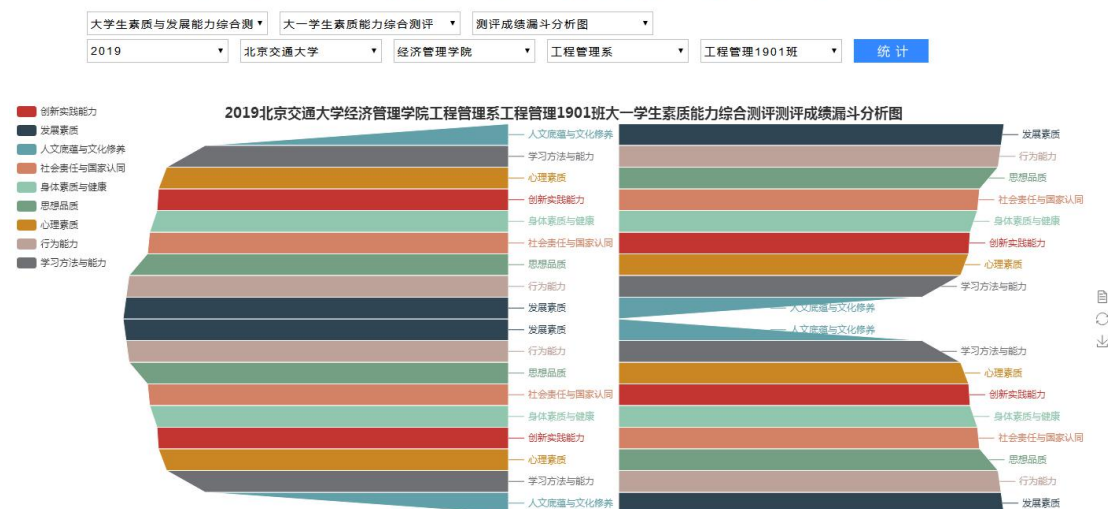 大学生素质与发展能力综合测
大一学生素质能力综合测评
测评成绩漏斗分析图
2019
北京交通大学
经济管理学院
工程管理系
工程管理1901班
统 计
2019北京交通大学经济管理学院工程管理系工程管理1901班大一学生素质能力综合测评测评成绩漏斗分析图
创新实践能力
发展素质
人文底蕴与文化修养
社会责任与国家认同
身体素质与健康
思想品质
心理素质
行为能力
学习方法与能力
人文底蕴与文化修养
学习方法与能力
心理素质
创新实践能力
身体素质与健康
社会责任与国家认同
思想品质
行为能力
发展素质
发展素质
行为能力
思想品质
社会责任与国家认同
身体素质与健康
创新实践能力
心理素质
学习方法与能力
人文底蕴与文化修养
发展素质
行为能力
思想品质
社会责任与国家认同
身体素质与健康
创新实践能力
心理素质
学习方法与能力
人文底蕴与文化修养
人文底蕴与文化修养
学习方法与能力
心理素质
创新实践能力
身体素质与健康
社会责任与国家认同
思想品质
行为能力
发展素质